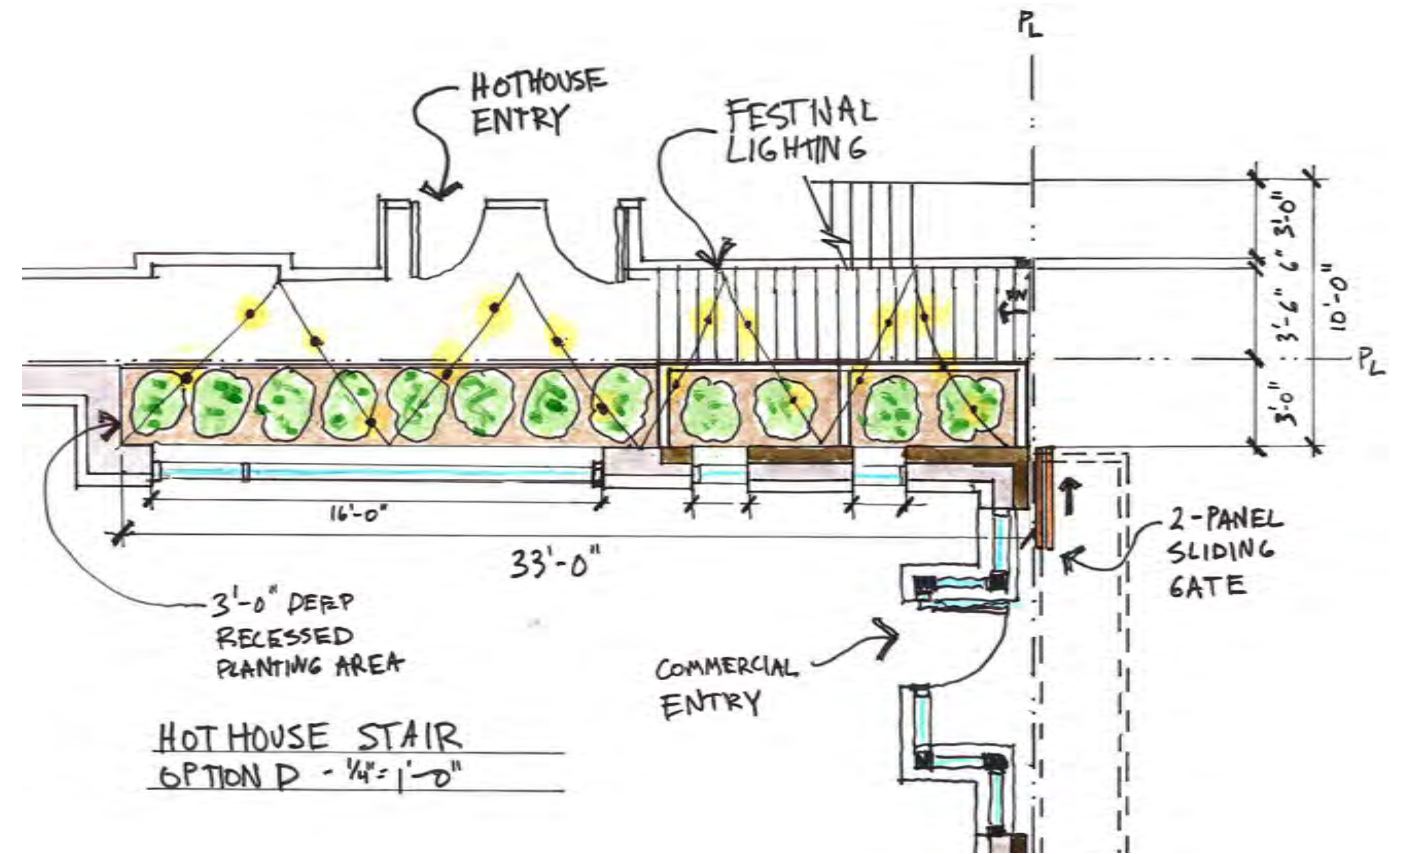 PL
HOTHOUSE
ENTRY
FESTIVAL
LIGHTING
3'-0"
6"
3'-6"
3'-0"
10'-0"
DN
PL
16'-0"
33'-0"
2-PANEL
SLIDING
GATE
3'-0" DEEP
RECESSED
PLANTING AREA
COMMERCIAL
ENTRY
HOTHOUSE STAIR
OPTION D - 1/4" = 1'-0"